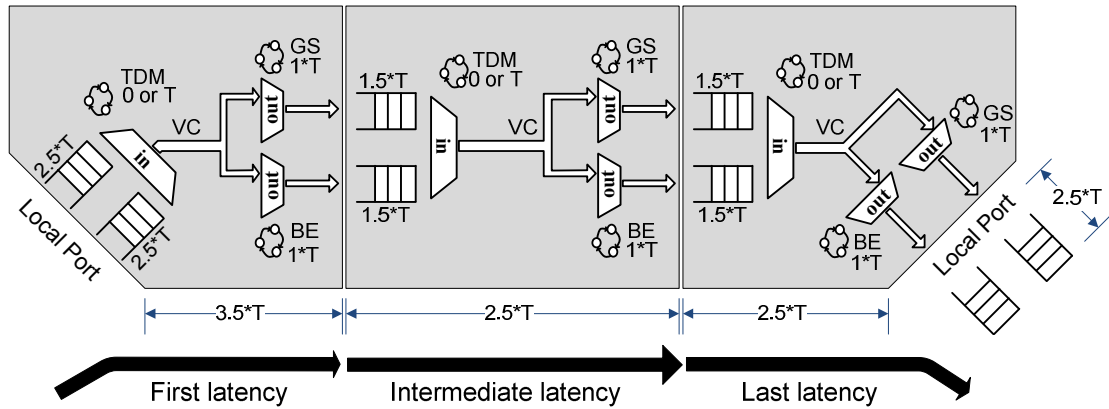 TDM
0 or T
GS
1*T
VC
in
out
out
2.5*T
2.5*T
Local Port
BE
1*T
3.5*T
First latency
1.5*T
1.5*T
TDM
0 or T
GS
1*T
VC
in
out
out
BE
1*T
2.5*T
Intermediate latency
1.5*T
1.5*T
TDM
0 or T
GS
1*T
VC
in
out
out
BE
1*T
Local Port
2.5*T
2.5*T
Last latency